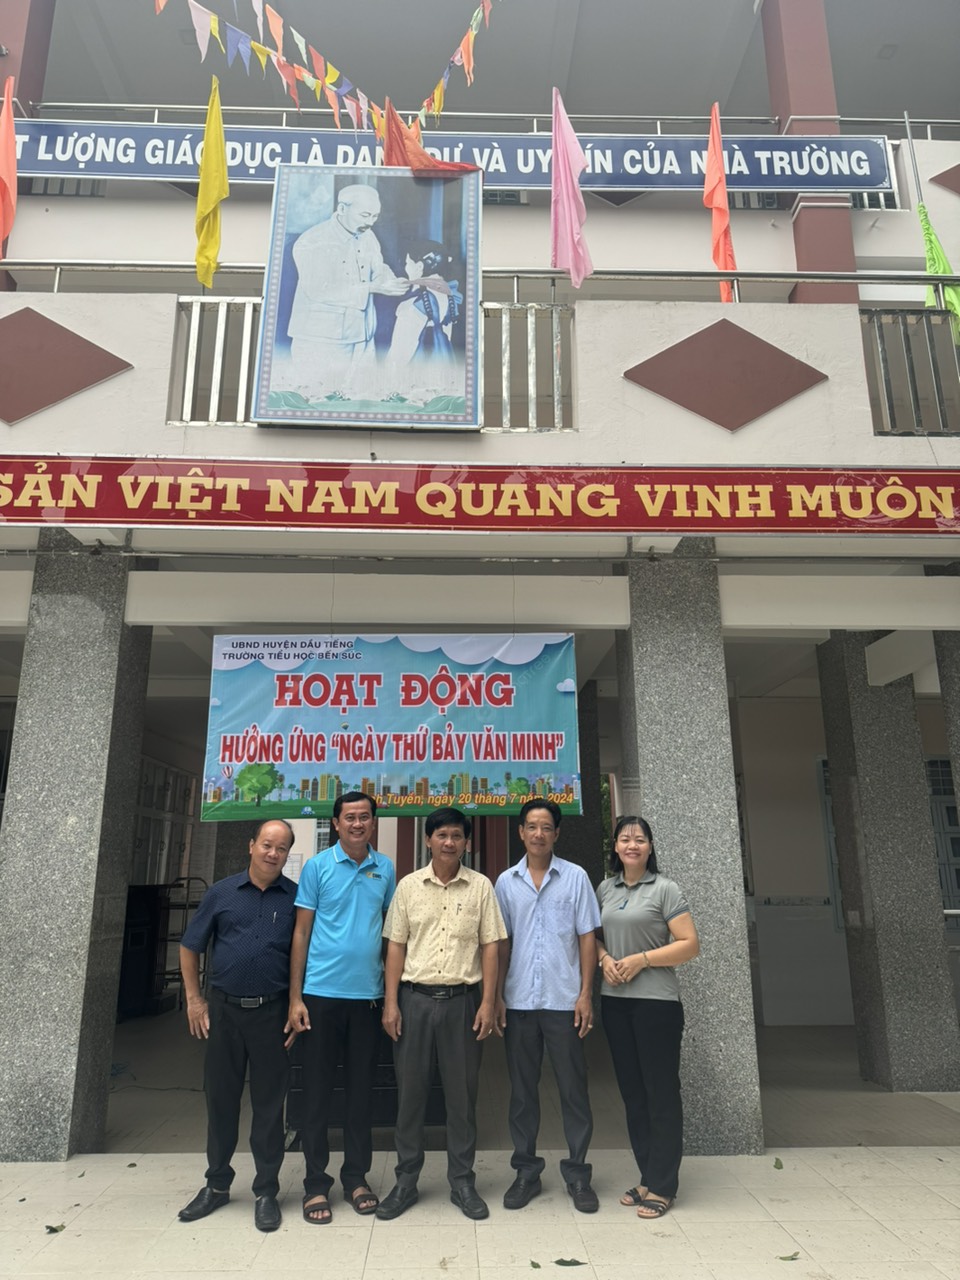 T LƯỢNG GIÁO DỤC LÀ DANH DỰ VÀ UY TÍN CỦA NHÀ TRƯỜNG
SẢN VIỆT NAM QUANG VINH MUÔN
UBND HUYỆN DẦU TIẾNG
TRƯỜNG TIỂU HỌC BẾN SÚC
HOẠT ĐỘNG
HƯỞNG ỨNG "NGÀY THỨ BẢY VĂN MINH"
Tuyền, ngày 20 tháng 7 năm 2024